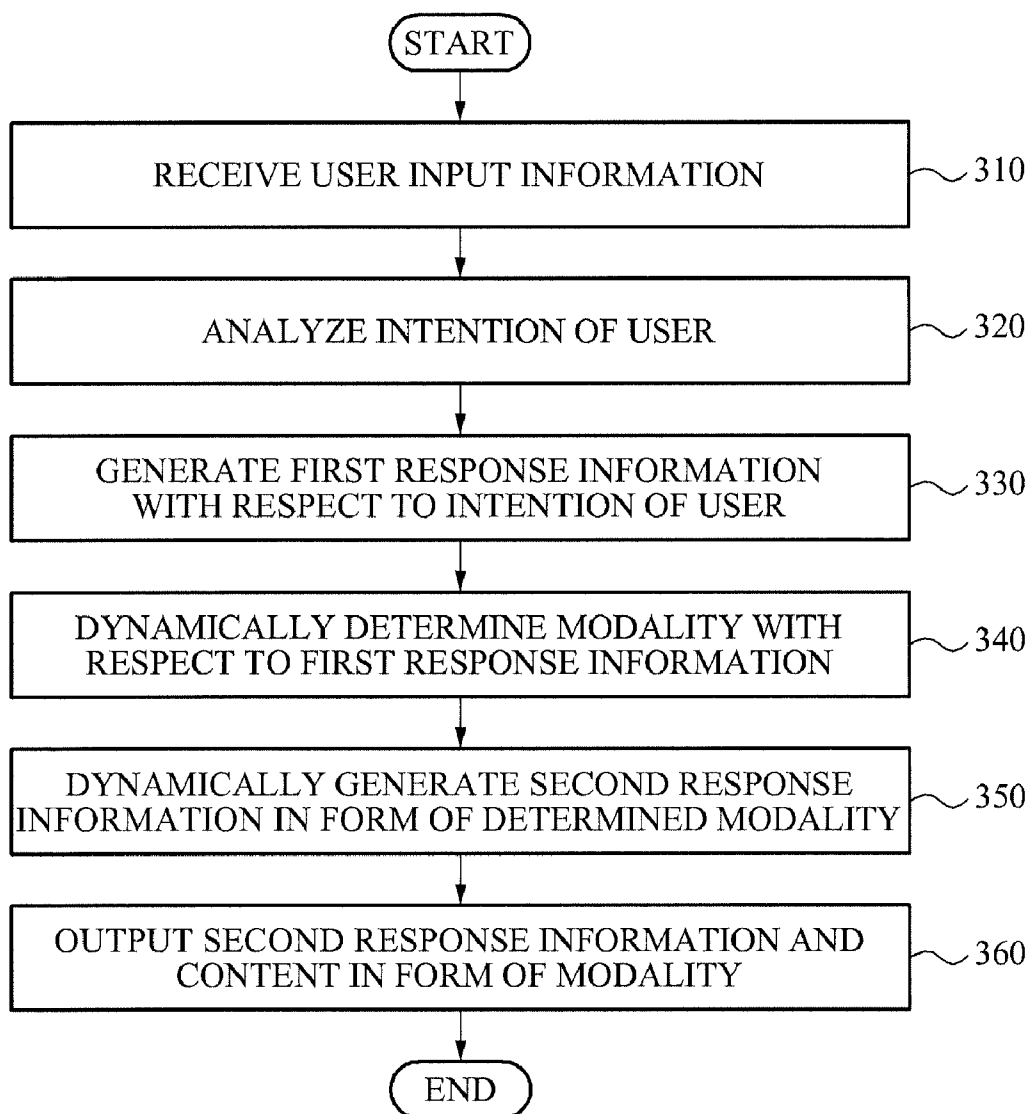 START
RECEIVE USER INPUT INFORMATION
310
ANALYZE INTENTION OF USER
320
GENERATE FIRST RESPONSE INFORMATION
WITH RESPECT TO INTENTION OF USER
330
DYNAMICALLY DETERMINE MODALITY WITH
RESPECT TO FIRST RESPONSE INFORMATION
340
DYNAMICALLY GENERATE SECOND RESPONSE
INFORMATION IN FORM OF DETERMINED MODALITY
350
OUTPUT SECOND RESPONSE INFORMATION AND
CONTENT IN FORM OF MODALITY
360
END